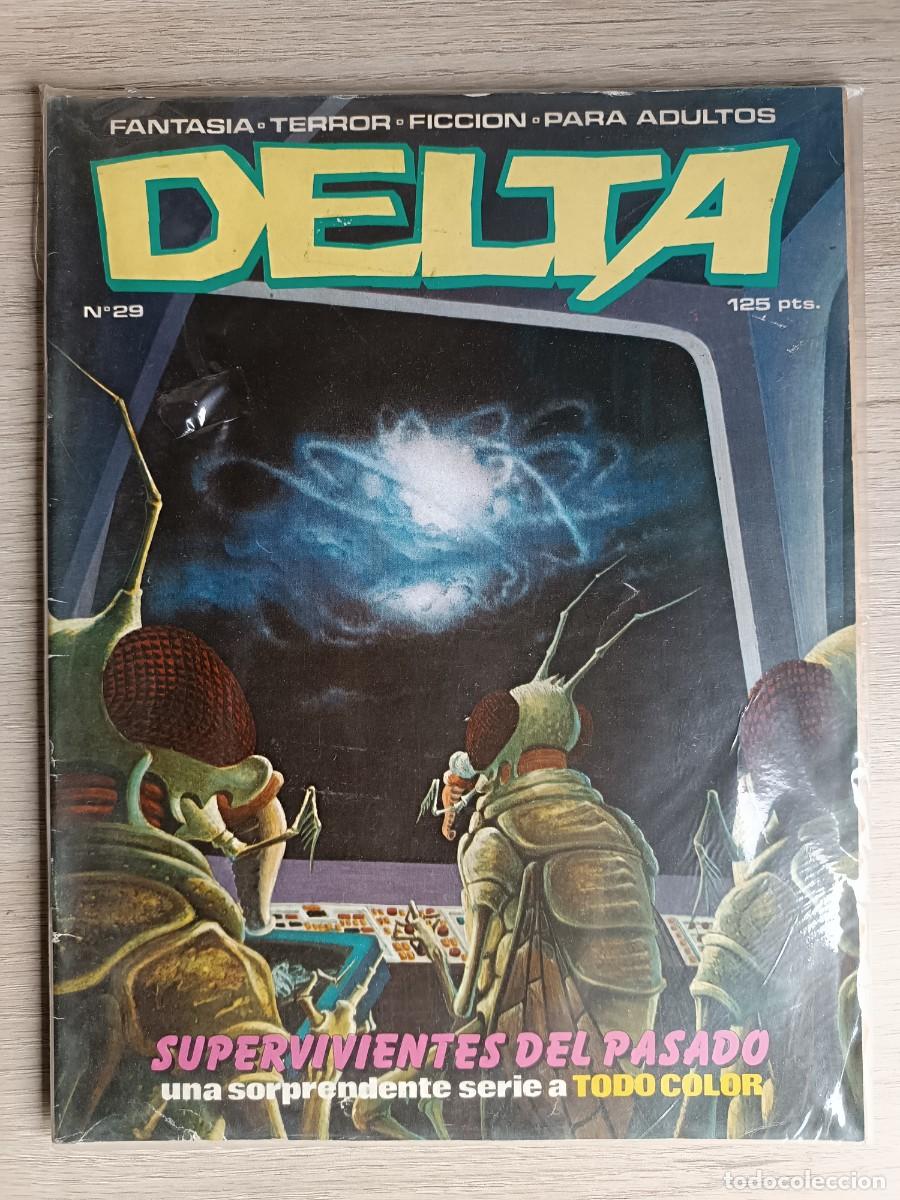 FANTASIA▫TERROR▫FICCION▫PARA ADULTOS
DELTA
Nº29
125 pts.
SUPERVIVIENTES DEL PASADO
una sorprendente serie a TODO COLOR
todocoleccion